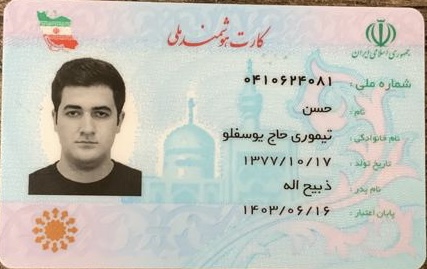 کارت هوشمند ملی
جمهوری اسلامی ایران
شماره ملی : ۰۴۱۰۶۲۴۰۸۱
نام : حسن
نام خانوادگی : تیموری حاج یوسفلو
تاریخ تولد : ۱۳۷۷/۱۰/۱۷
نام پدر : ذبیح اله
پایان اعتبار : ۱۴۰۳/۰۶/۱۶